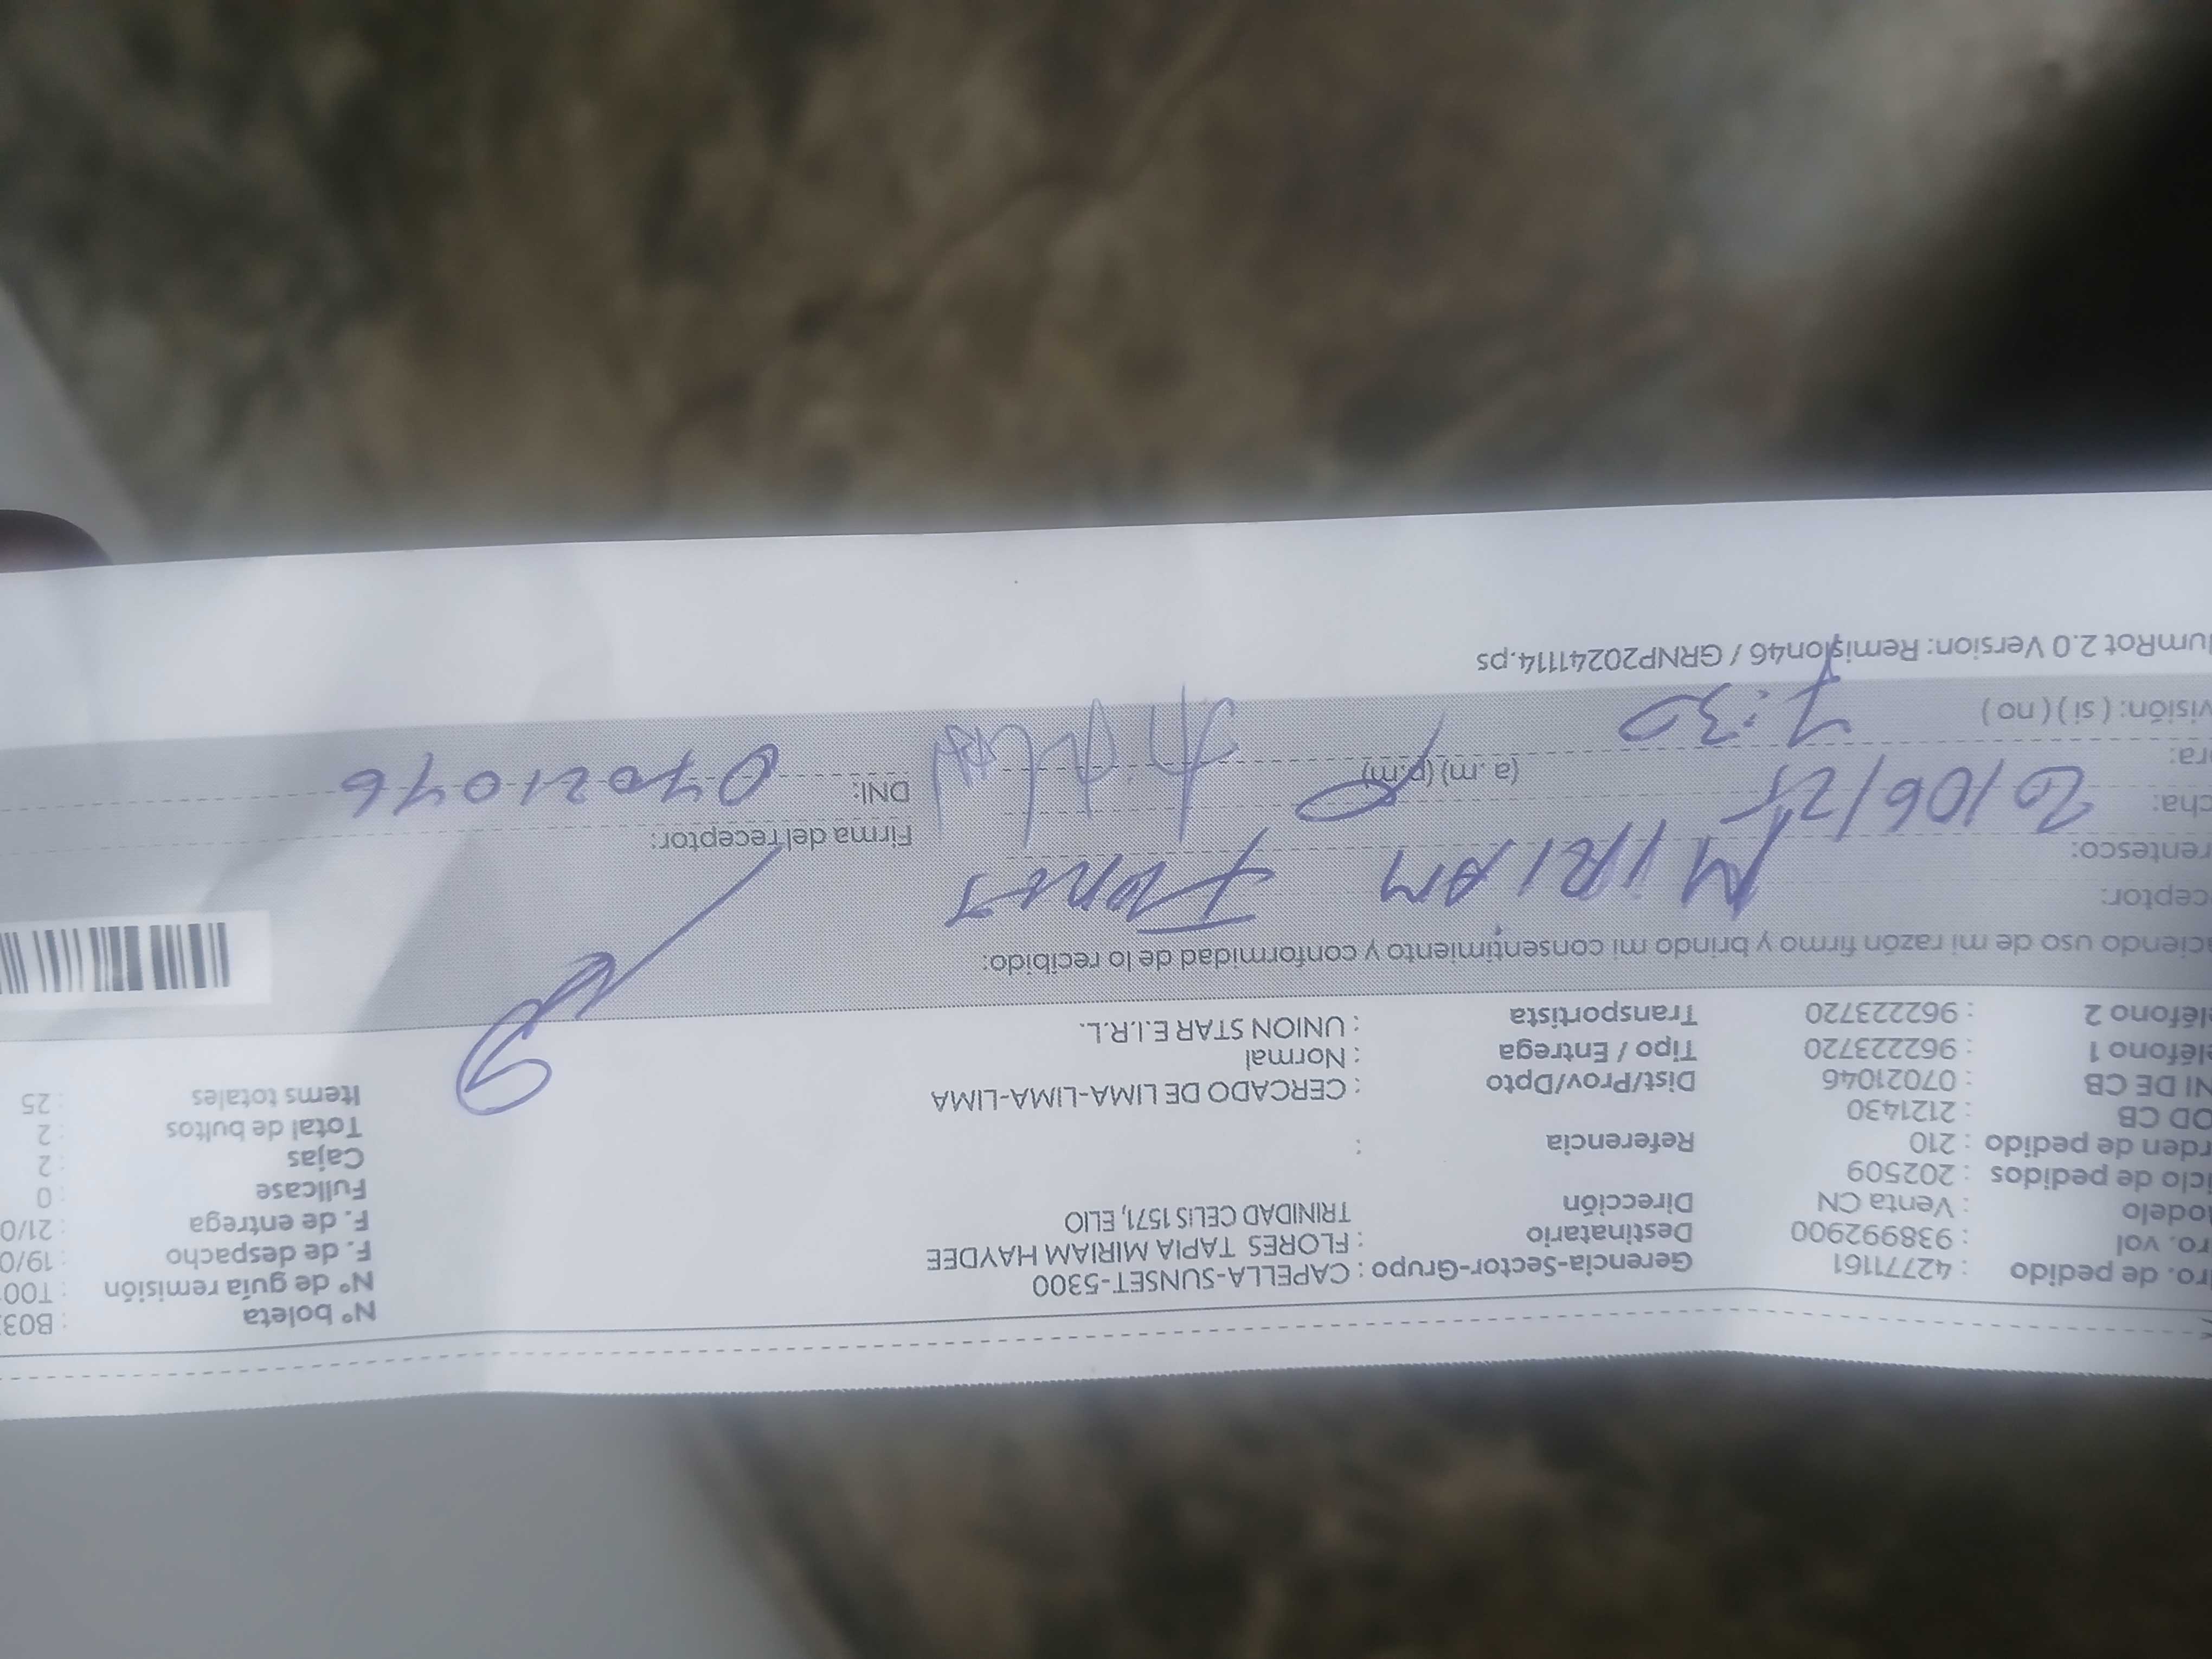 ro. de pedido : 42771161 Gerencia-Sector-Grupo : CAPELLA-SUNSET-5300 N° boleta : B03
ro. vol : 938992900 Destinatario : FLORES TAPIA MIRIAM HAYDEE N° de guía remisión : T00
odelo : Venta CN Dirección TRINIDAD CELIS 1571, ELIO F. de despacho : 19/0
iclo de pedidos : 202509 F. de entrega : 21/0
rden de pedido : 210 Referencia : Fullcase : 0
OD CB : 2121430 Cajas : 2
NI DE CB : 07021046 Dist/Prov/Dpto : CERCADO DE LIMA-LIMA-LIMA Total de bultos : 2
eléfono 1 : 962223720 Tipo / Entrega : Normal Items totales : 25
eléfono 2 : 962223720 Transportista : UNION STAR E.I.R.L.
aciendo uso de mi razón firmo y brindo mi consentimiento y conformidad de lo recibido:
ceptor: MIRIAM
rentesco: Firma del receptor:
cha: 20/06/25 DNI: 07021046
ra: 7:30 (a. m) (p.m)
visión: ( si ) ( no )
umRot 2.0 Version: Remision46 / GRNP20241114.ps